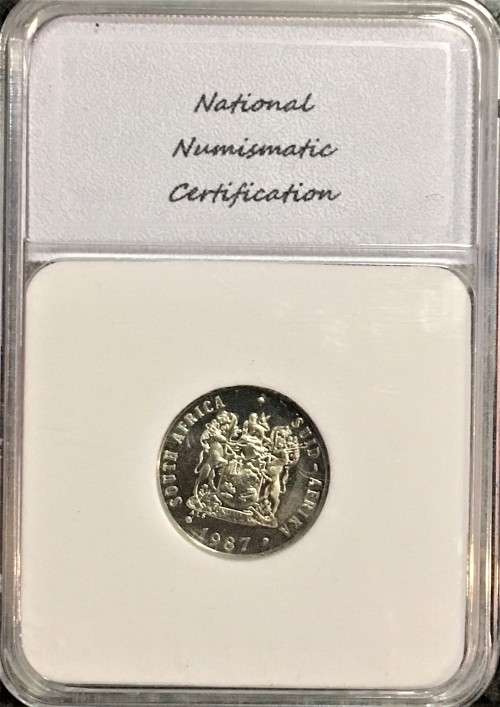 National
Numismatic
Certification
SOUTH AFRICA SUID-AFRIKA
1987